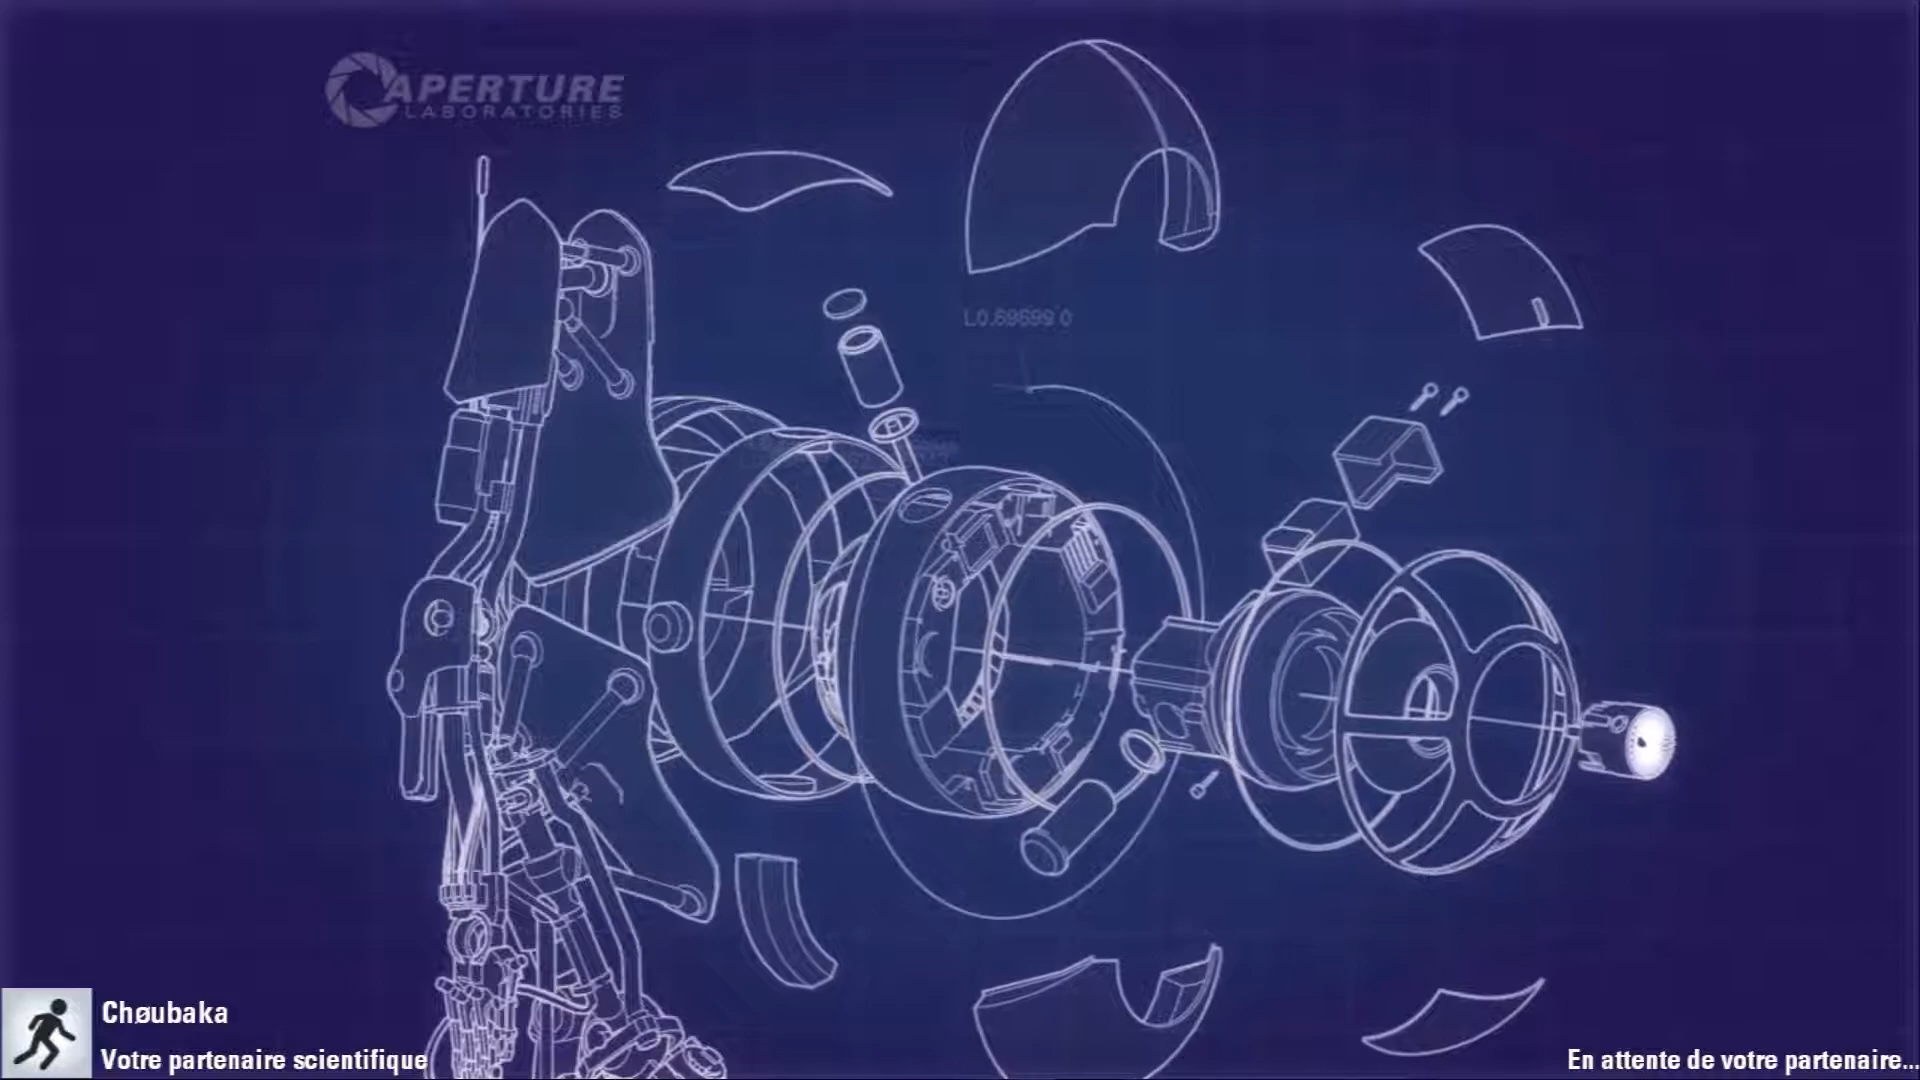 APERTURE
LABORATORIES
Chøubaka
Votre partenaire scientifique
En attente de votre partenaire...